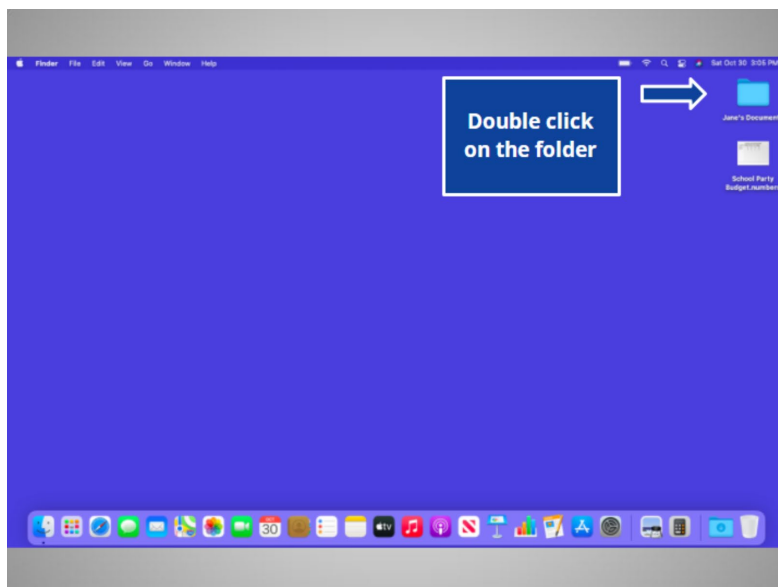 Finder File Edit View Go Window Help
Sat Oct 30 3:05 PM
Double click
on the folder
Jane's Document
School Party
Budget.number
30
tv